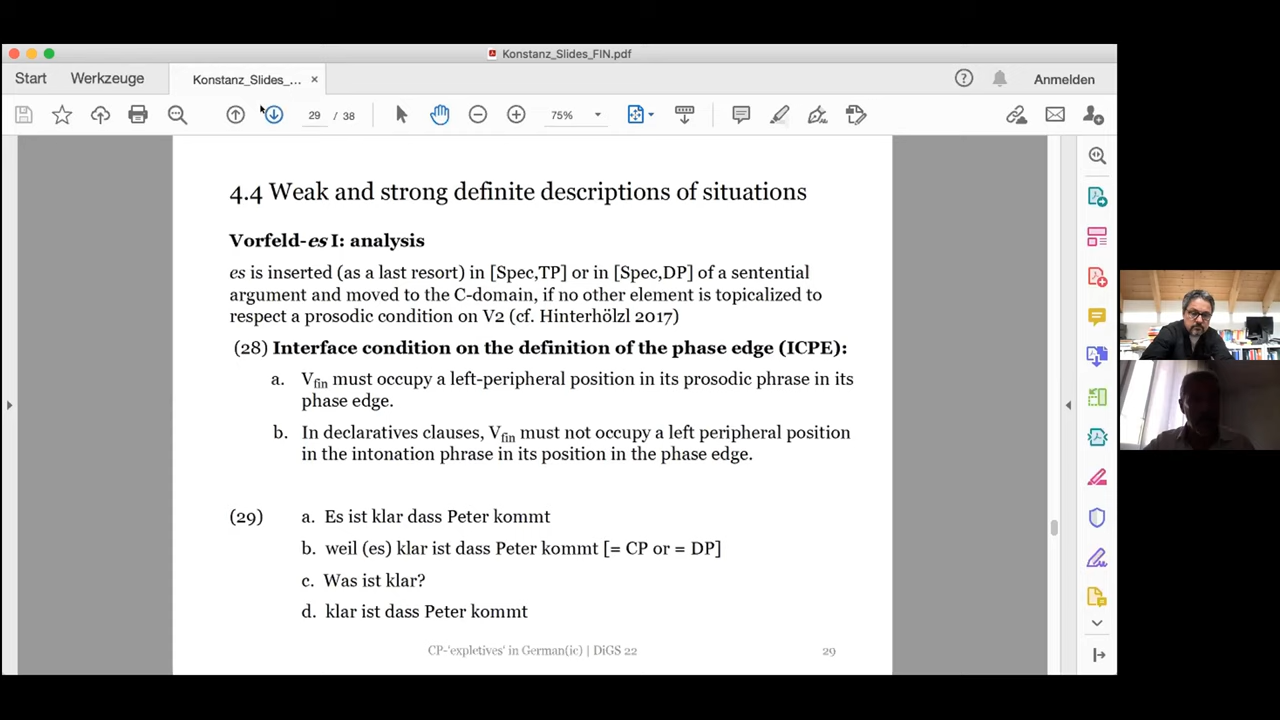 Konstanz_Slides_FIN.pdf
Start Werkzeuge Konstanz_Slides_... × Anmelden
29 / 38 75%
4.4 Weak and strong definite descriptions of situations
Vorfeld-es I: analysis
es is inserted (as a last resort) in [Spec,TP] or in [Spec,DP] of a sentential
argument and moved to the C-domain, if no other element is topicalized to
respect a prosodic condition on V2 (cf. Hinterhölzl 2017)
(28) Interface condition on the definition of the phase edge (ICPE):
a. Vfin must occupy a left-peripheral position in its prosodic phrase in its
phase edge.
b. In declaratives clauses, Vfin must not occupy a left peripheral position
in the intonation phrase in its position in the phase edge.
(29) a. Es ist klar dass Peter kommt
b. weil (es) klar ist dass Peter kommt [= CP or = DP]
c. Was ist klar?
d. klar ist dass Peter kommt
CP-'expletives' in German(ic) | DiGS 22 29